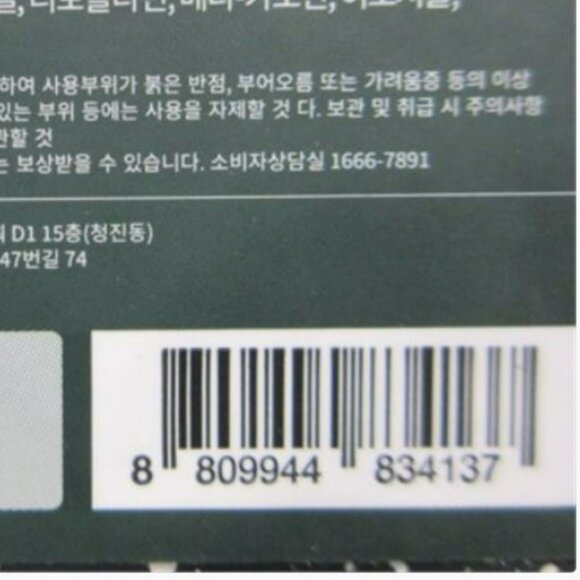 하여 사용부위가 붉은 반점, 부어오름 또는 가려움증 등의 이상
있는 부위 등에는 사용을 자제할 것 다. 보관 및 취급 시 주의사항
관할 것
는 보상받을 수 있습니다. 소비자상담실 1666-7891
D1 15층(청진동)
47번길 74
8 809944 834137